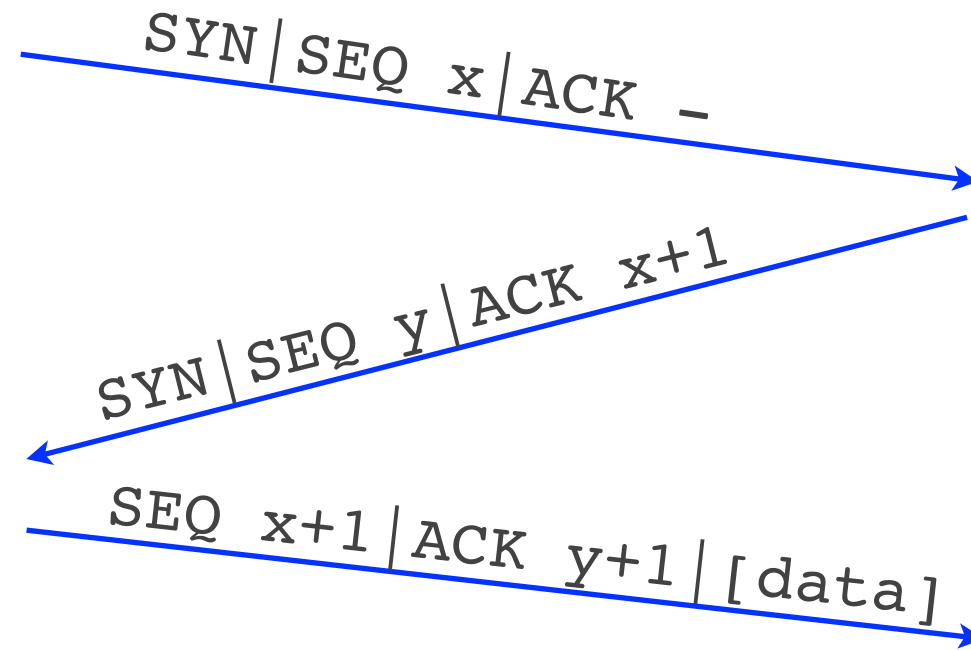 SYN|SEQ x|ACK –
SYN|SEQ y|ACK x+1
SEQ x+1|ACK y+1|[data]